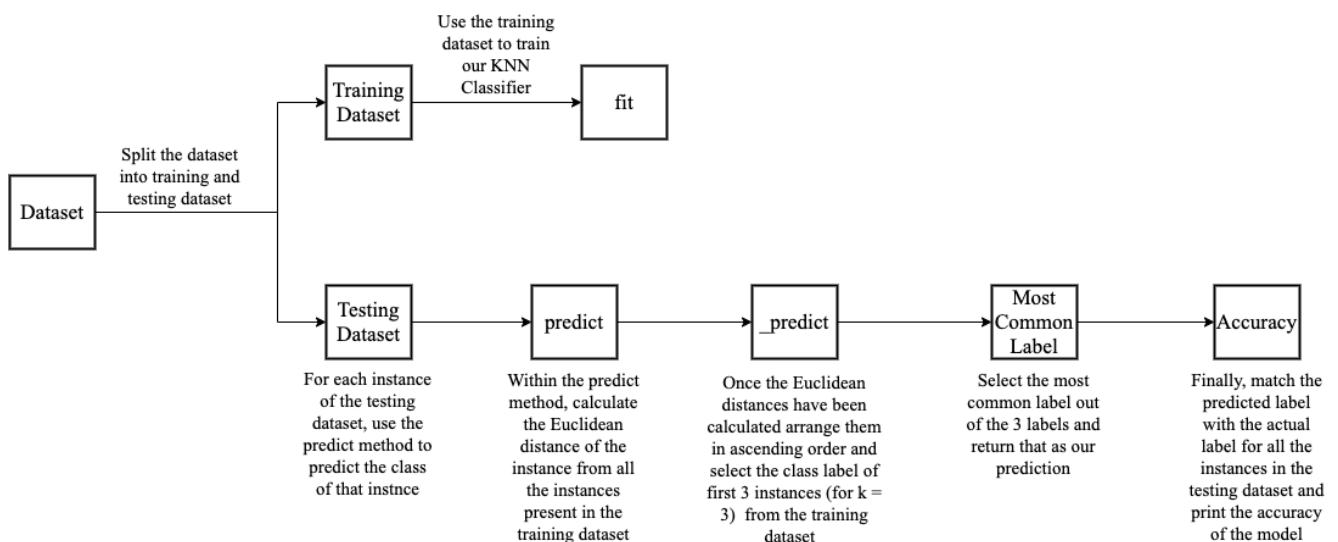 Use the training
dataset to train
our KNN
Classifier
Training
Dataset
fit
Split the dataset
into training and
testing dataset
Dataset
Testing
Dataset
predict
_predict
Most
Common
Label
Accuracy
For each instance
of the testing
dataset, use the
predict method to
predict the class
of that instnce
Within the predict
method, calculate
the Euclidean
distance of the
instance from all
the instances
present in the
training dataset
Once the Euclidean
distances have been
calculated arrange them
in ascending order and
select the class label of
first 3 instances (for k =
3) from the training
dataset
Select the most
common label out
of the 3 labels and
return that as our
prediction
Finally, match the
predicted label
with the actual
label for all the
instances in the
testing dataset and
print the accuracy
of the model